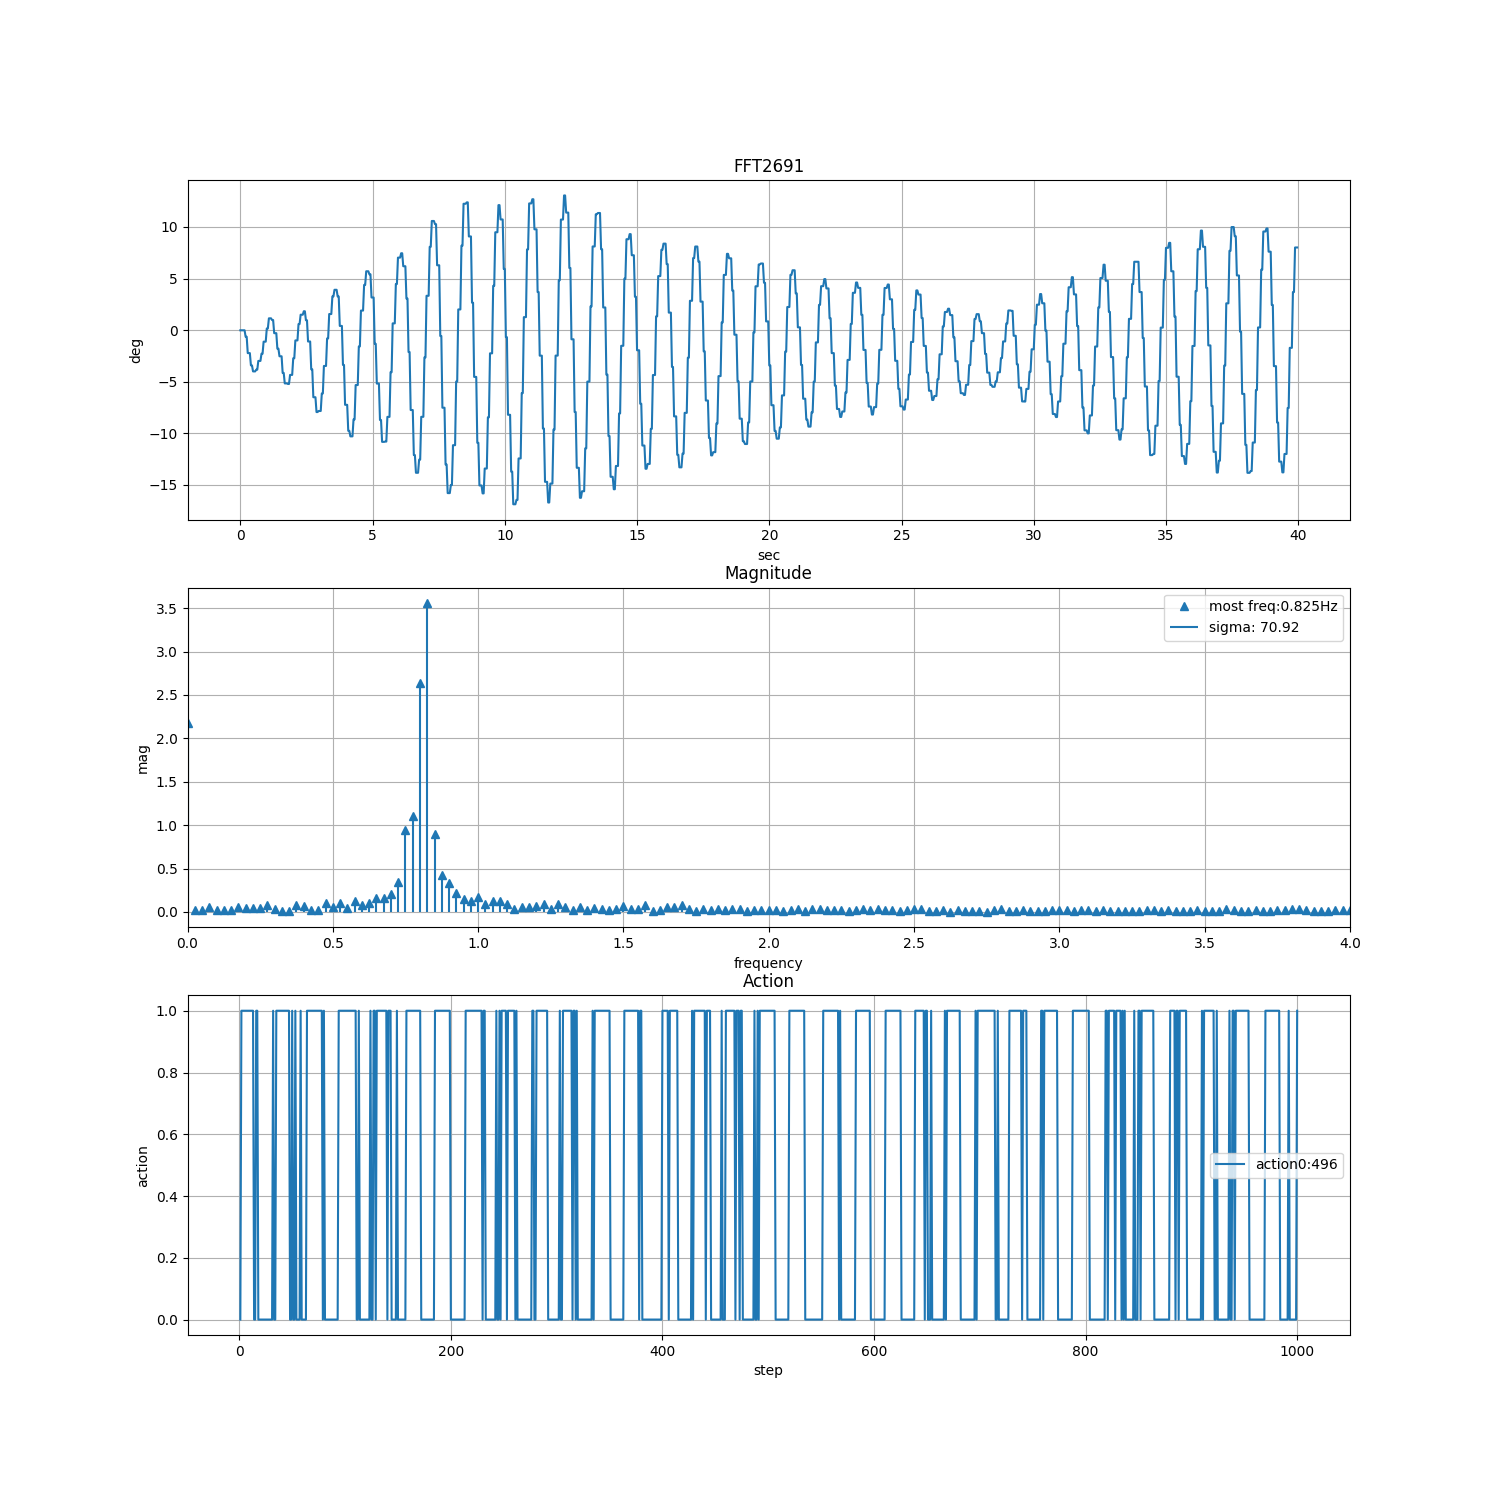 FFT2691
deg
10
5
0
−5
−10
−15
0 5 10 15 20 25 30 35 40
sec
Magnitude
mag
3.5
3.0
2.5
2.0
1.5
1.0
0.5
0.0
most freq:0.825Hz
sigma: 70.92
0.0 0.5 1.0 1.5 2.0 2.5 3.0 3.5 4.0
frequency
Action
action
1.0
0.8
0.6
0.4
0.2
0.0
action0:496
0 200 400 600 800 1000
step